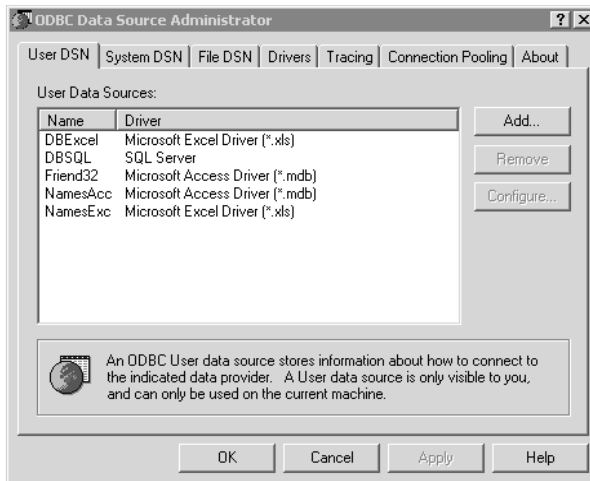 ODBC Data Source Administrator
User DSN System DSN File DSN Drivers Tracing Connection Pooling About
User Data Sources:
Name Driver
DBExcel Microsoft Excel Driver (*.xls)
DBSQL SQL Server
Friend32 Microsoft Access Driver (*.mdb)
NamesAcc Microsoft Access Driver (*.mdb)
NamesExc Microsoft Excel Driver (*.xls)
Add...
Remove
Configure...
An ODBC User data source stores information about how to connect to
the indicated data provider. A User data source is only visible to you,
and can only be used on the current machine.
OK Cancel Apply Help